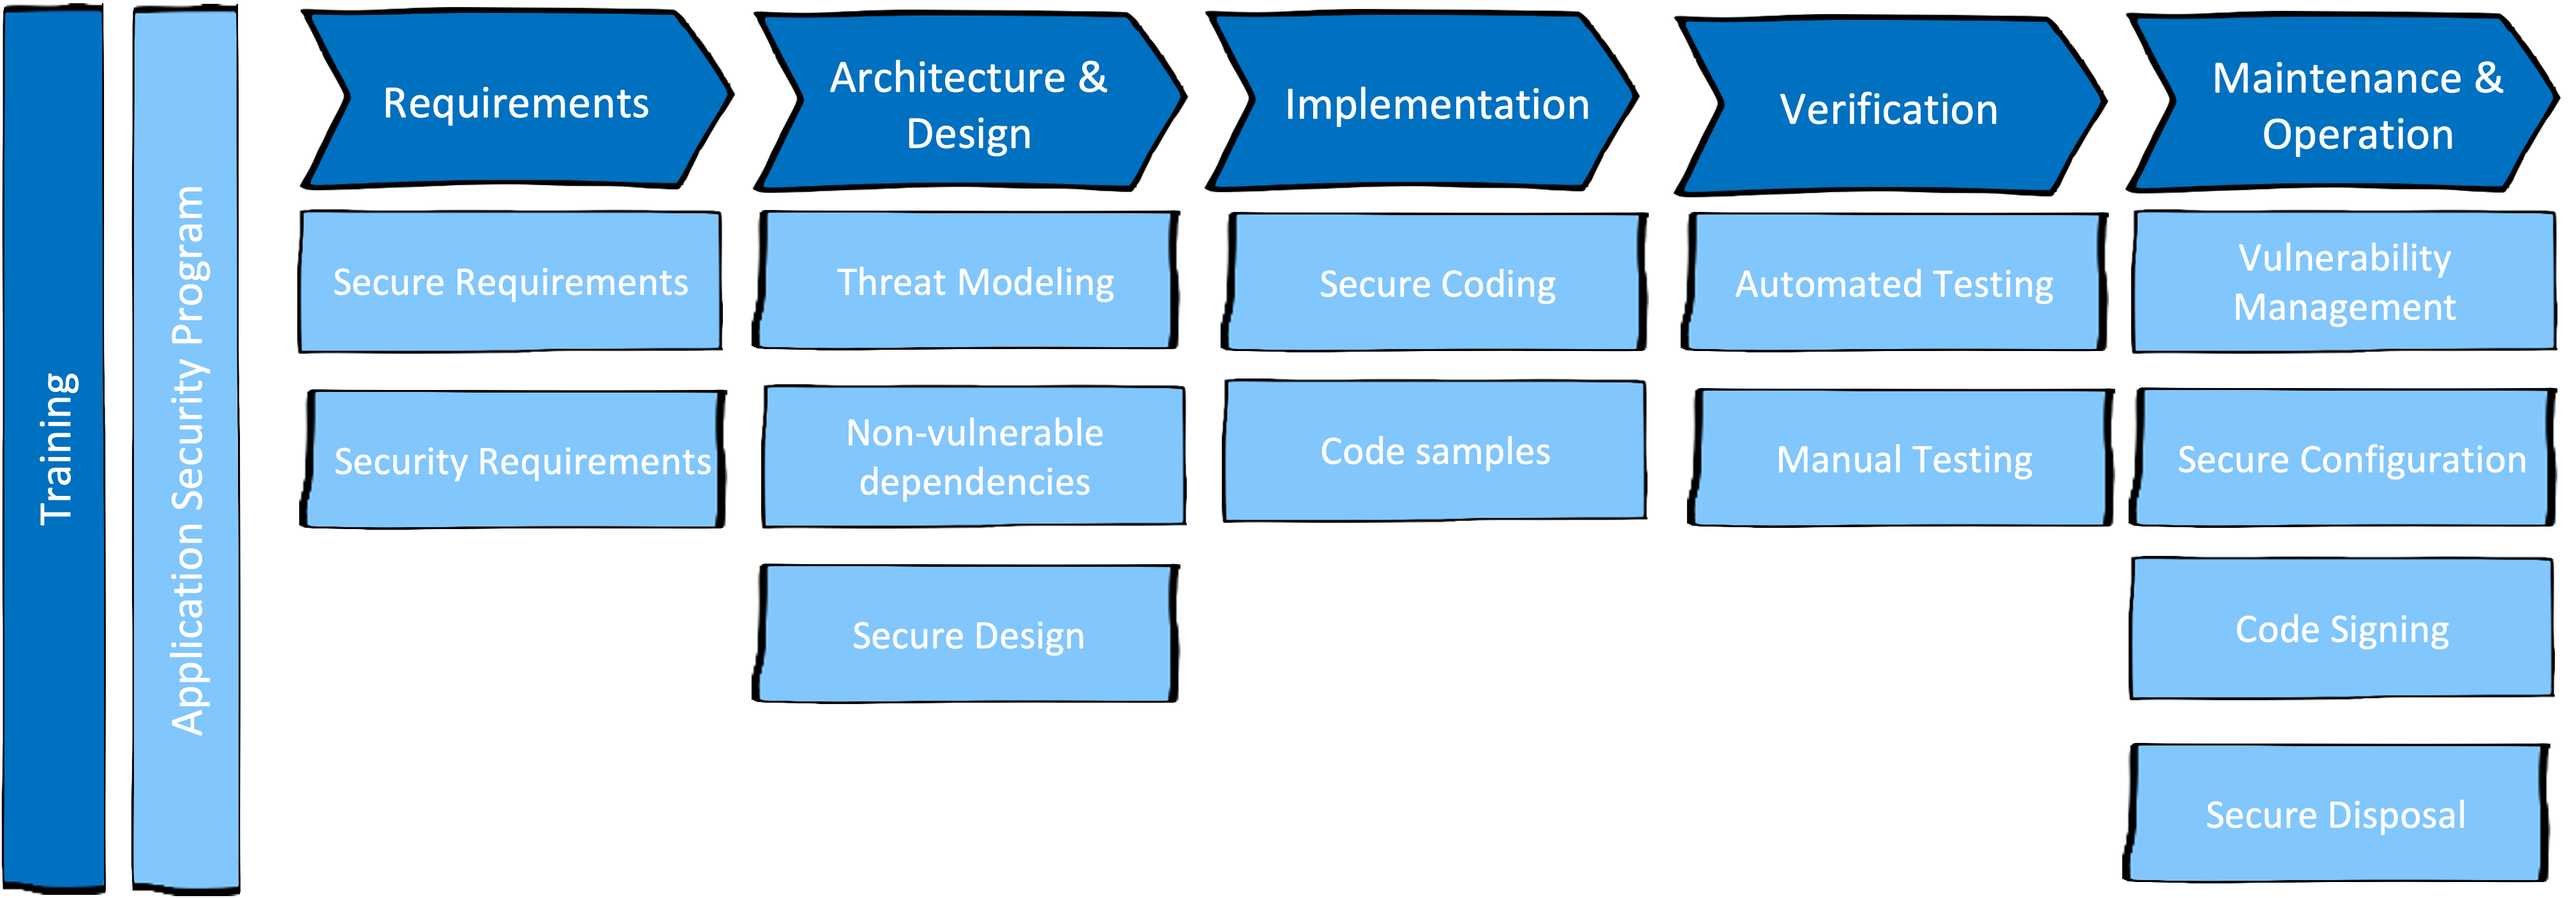 Training
Application Security Program
Requirements
Secure Requirements
Security Requirements
Architecture &
Design
Threat Modeling
Non-vulnerable
dependencies
Secure Design
Implementation
Secure Coding
Code samples
Verification
Automated Testing
Manual Testing
Maintenance &
Operation
Vulnerability
Management
Secure Configuration
Code Signing
Secure Disposal